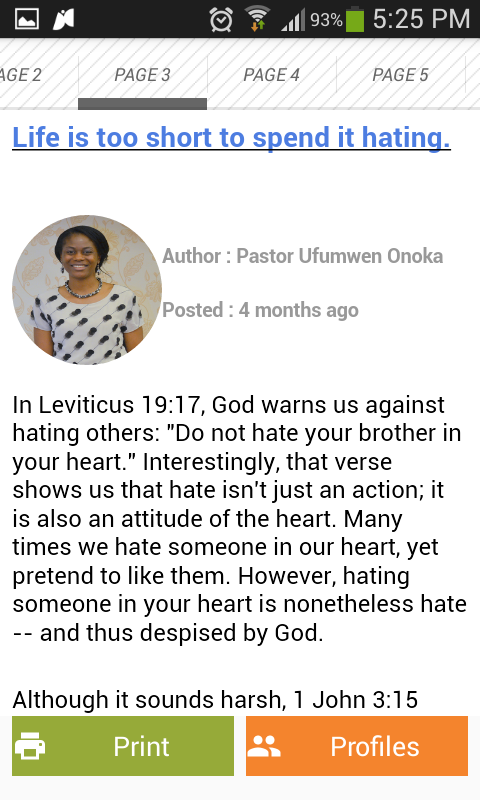 93% 5:25 PM
AGE 2 PAGE 3 PAGE 4 PAGE 5
Life is too short to spend it hating.
Author : Pastor Ufumwen Onoka
Posted : 4 months ago
In Leviticus 19:17, God warns us against
hating others: "Do not hate your brother in
your heart." Interestingly, that verse
shows us that hate isn't just an action; it
is also an attitude of the heart. Many
times we hate someone in our heart, yet
pretend to like them. However, hating
someone in your heart is nonetheless hate
-- and thus despised by God.
Although it sounds harsh, 1 John 3:15
Print Profiles